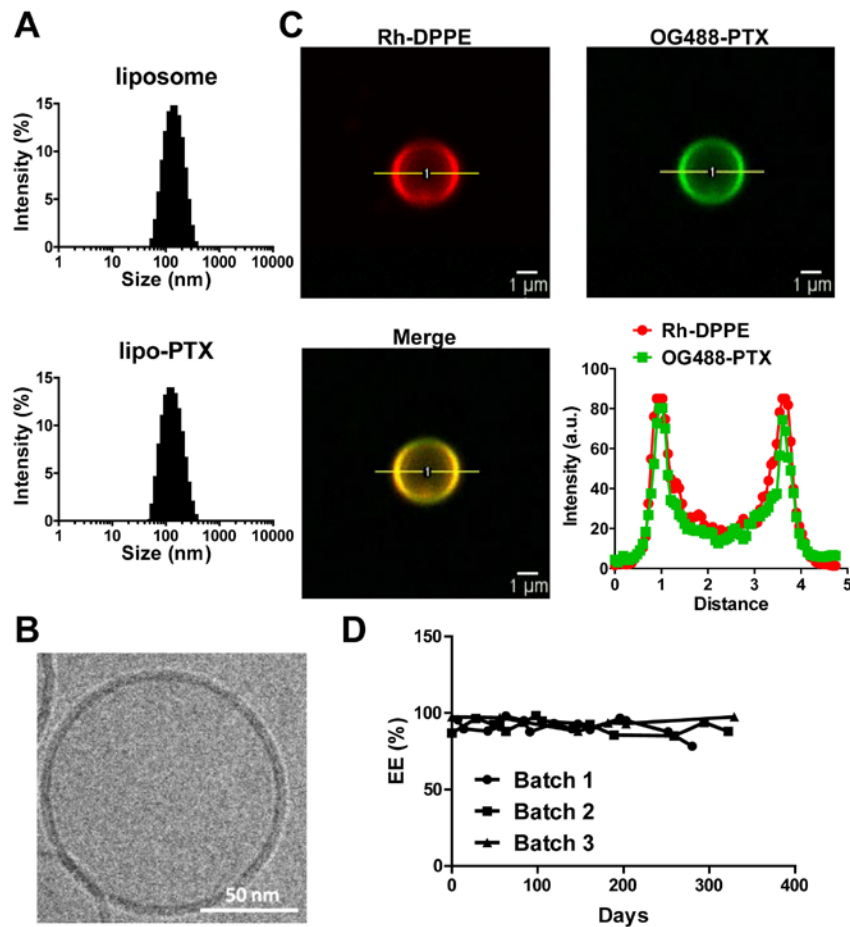 A
liposome
Intensity (%)
15
10
5
0
1 10 100 1000 10000
Size (nm)
lipo-PTX
Intensity (%)
15
10
5
0
1 10 100 1000 10000
Size (nm)
C
Rh-DPPE
1
1 μm
OG488-PTX
1
1 μm
Merge
1
1 μm
Rh-DPPE
OG488-PTX
Intensity (a.u.)
100
80
60
40
20
0
0 1 2 3 4 5
Distance
B
50 nm
D
EE (%)
150
100
50
0
Batch 1
Batch 2
Batch 3
0 100 200 300 400
Days